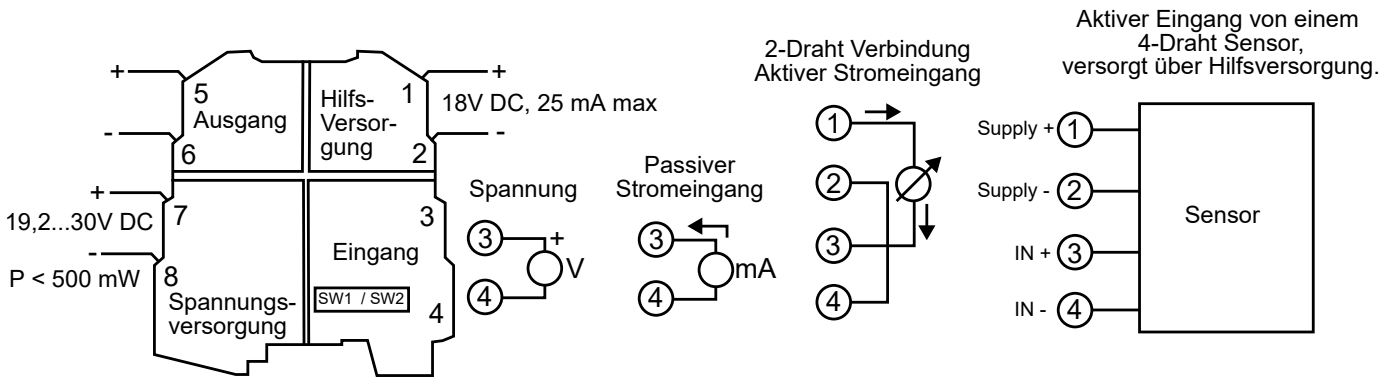 +
-
5
Ausgang
6
Hilfs-
Versor-
gung
1
2
+
18V DC, 25 mA max
-
+
19,2...30V DC
-
P < 500 mW
7
8
Spannungs-
versorgung
3
Eingang
SW1 / SW2
4
Spannung
3
+
V
4
Passiver
Stromeingang
3
mA
4
2-Draht Verbindung
Aktiver Stromeingang
1
2
3
4
Aktiver Eingang von einem
4-Draht Sensor,
versorgt über Hilfsversorgung.
Supply + 1
Supply - 2
IN + 3
IN - 4
Sensor